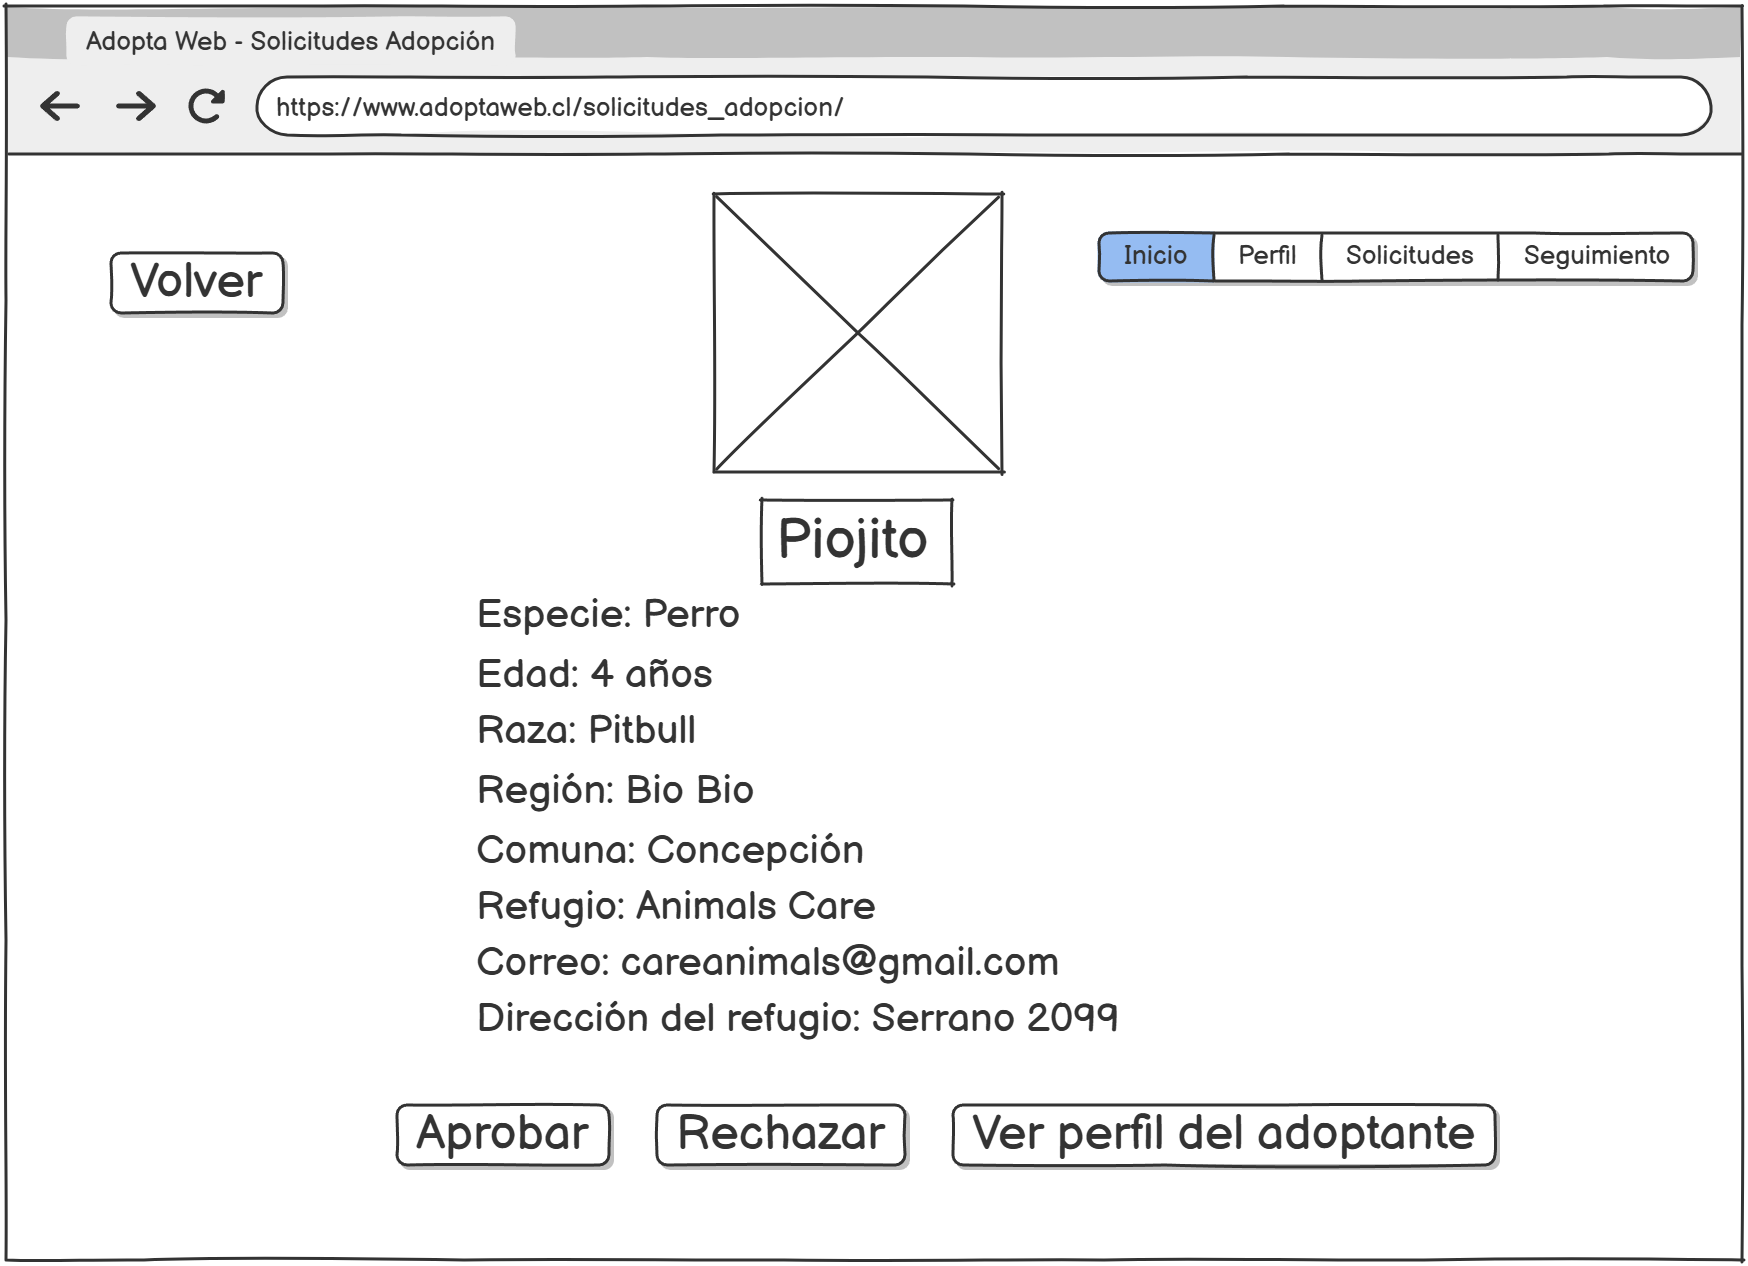 Adopta Web - Solicitudes Adopción
https://www.adoptaweb.cl/solicitudes_adopcion/
Volver
Inicio Perfil Solicitudes Seguimiento
Piojito
Especie: Perro
Edad: 4 años
Raza: Pitbull
Región: Bio Bio
Comuna: Concepción
Refugio: Animals Care
Correo: careanimals@gmail.com
Dirección del refugio: Serrano 2099
Aprobar Rechazar Ver perfil del adoptante